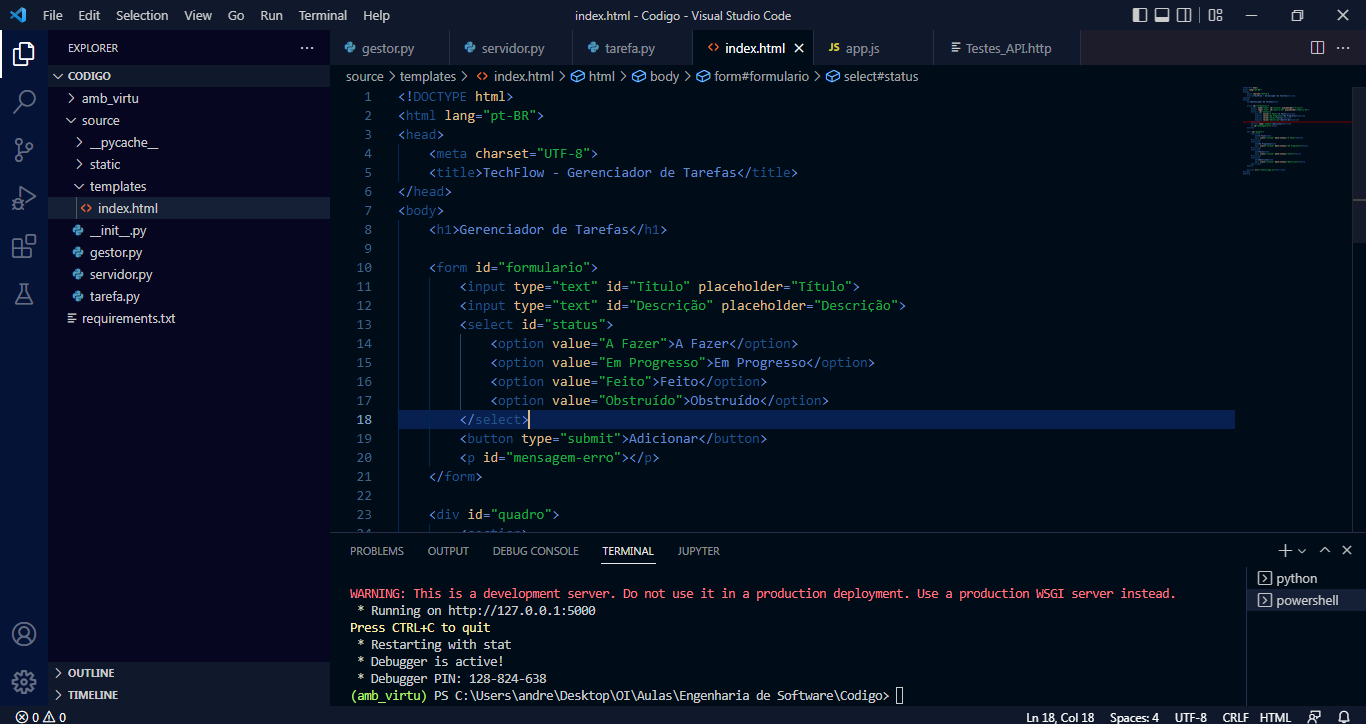 File Edit Selection View Go Run Terminal Help index.html - Codigo - Visual Studio Code
EXPLORER
CODIGO
amb_virtu
source
__pycache__
static
templates
index.html
__init__.py
gestor.py
servidor.py
tarefa.py
requirements.txt
OUTLINE
TIMELINE
gestor.py servidor.py tarefa.py index.html JS app.js Testes_API.http
source > templates > index.html > html > body > form#formulario > select#status
1 <!DOCTYPE html>
2 <html lang="pt-BR">
3 <head>
4 <meta charset="UTF-8">
5 <title>TechFlow - Gerenciador de Tarefas</title>
6 </head>
7 <body>
8 <h1>Gerenciador de Tarefas</h1>
9
10 <form id="formulario">
11 <input type="text" id="Titulo" placeholder="Título">
12 <input type="text" id="Descrição" placeholder="Descrição">
13 <select id="status">
14 <option value="A Fazer">A Fazer</option>
15 <option value="Em Progresso">Em Progresso</option>
16 <option value="Feito">Feito</option>
17 <option value="Obstruído">Obstruído</option>
18 </select>
19 <button type="submit">Adicionar</button>
20 <p id="mensagem-erro"></p>
21 </form>
22
23 <div id="quadro">
PROBLEMS OUTPUT DEBUG CONSOLE TERMINAL JUPYTER
WARNING: This is a development server. Do not use it in a production deployment. Use a production WSGI server instead.
* Running on http://127.0.0.1:5000
Press CTRL+C to quit
* Restarting with stat
* Debugger is active!
* Debugger PIN: 128-824-638
(amb_virtu) PS C:\Users\andre\Desktop\OI\Aulas\Engenharia de Software\Codigo>
python
powershell
0 0 Ln 18, Col 18 Spaces: 4 UTF-8 CRLF HTML